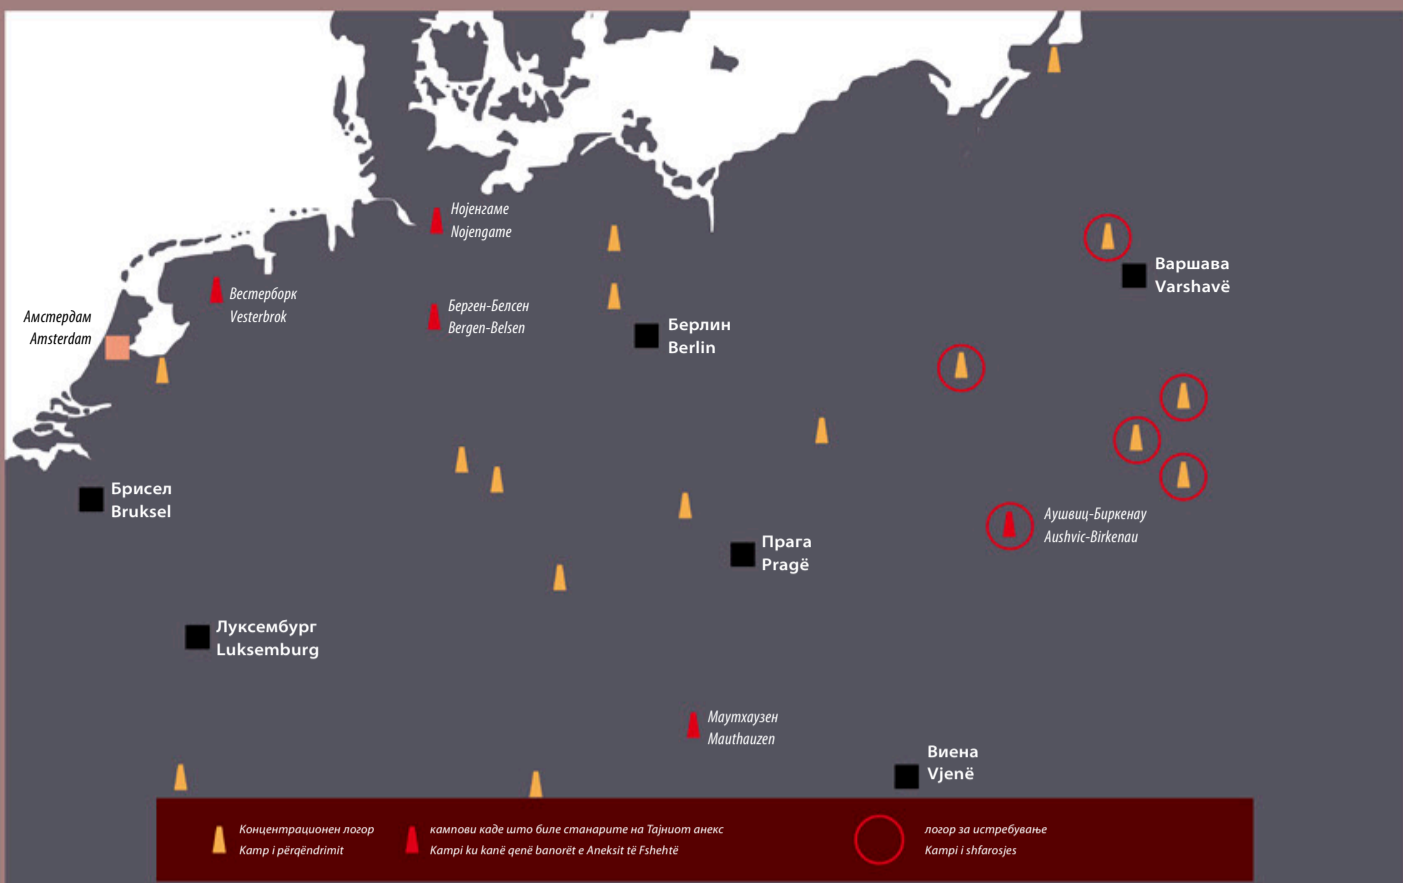 Нојенгаме
Nojengame
Варшава
Varshavë
Вестерборк
Vesterbrok
Берген-Белсен
Bergen-Belsen
Амстердам
Amsterdam
Берлин
Berlin
Брисел
Bruksel
Аушвиц-Биркенау
Aushvic-Birkenau
Прага
Pragë
Луксембург
Luksemburg
Маутхаузен
Mauthauzen
Виена
Vjenë
Концентрационен логор
Kamp i përqëndrimit
кампови каде што биле станарите на Тајниот анекс
Kampi ku kanë qenë banorët e Aneksit të Fshehtë
логор за истребување
Kampi i shfarosjes